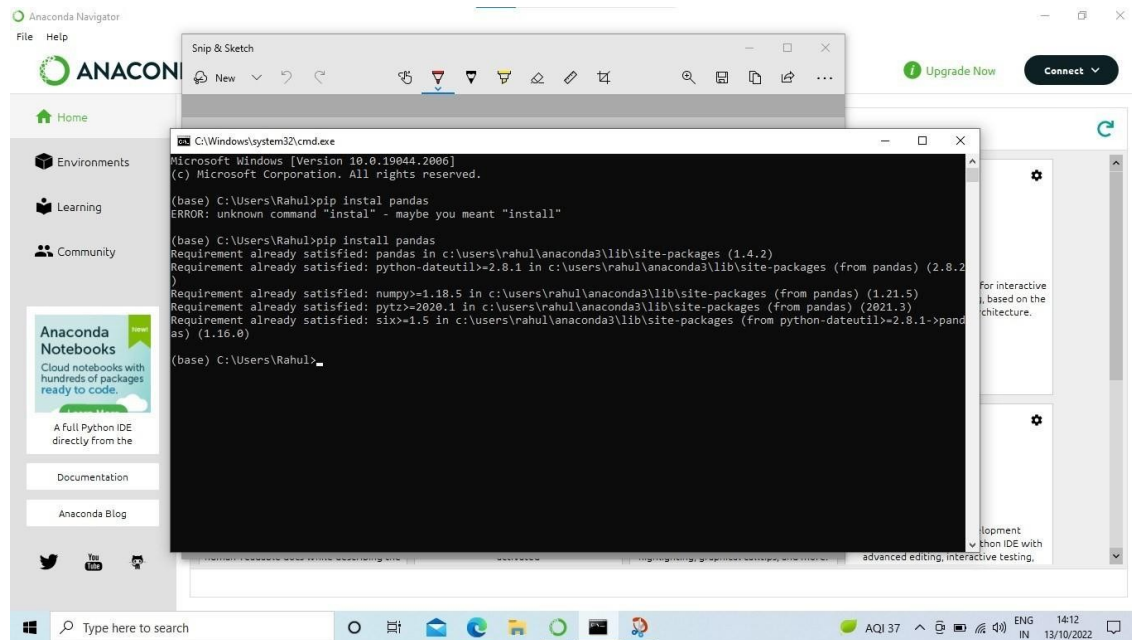 Anaconda Navigator
File Help
ANACON
Upgrade Now
Connect
Snip & Sketch
New
Home
Environments
Learning
Community
C:\Windows\system32\cmd.exe
Microsoft Windows [Version 10.0.19044.2006]
(c) Microsoft Corporation. All rights reserved.
(base) C:\Users\Rahul>pip instal pandas
ERROR: unknown command "instal" - maybe you meant "install"
(base) C:\Users\Rahul>pip install pandas
Requirement already satisfied: pandas in c:\users\rahul\anaconda3\lib\site-packages (1.4.2)
Requirement already satisfied: python-dateutil>=2.8.1 in c:\users\rahul\anaconda3\lib\site-packages (from pandas) (2.8.2
)
Requirement already satisfied: numpy>=1.18.5 in c:\users\rahul\anaconda3\lib\site-packages (from pandas) (1.21.5)
Requirement already satisfied: pytz>=2020.1 in c:\users\rahul\anaconda3\lib\site-packages (from pandas) (2021.3)
Requirement already satisfied: six>=1.5 in c:\users\rahul\anaconda3\lib\site-packages (from python-dateutil>=2.8.1->pand
as) (1.16.0)
(base) C:\Users\Rahul>
for interactive
, based on the
rchitecture.
Anaconda
Notebooks
Cloud notebooks with
hundreds of packages
ready to code.
A full Python IDE
directly from the
Documentation
Anaconda Blog
You
Tube
lopment
thon IDE with
advanced editing, interactive testing,
Type here to search
AQI 37
ENG
IN
14:12
13/10/2022